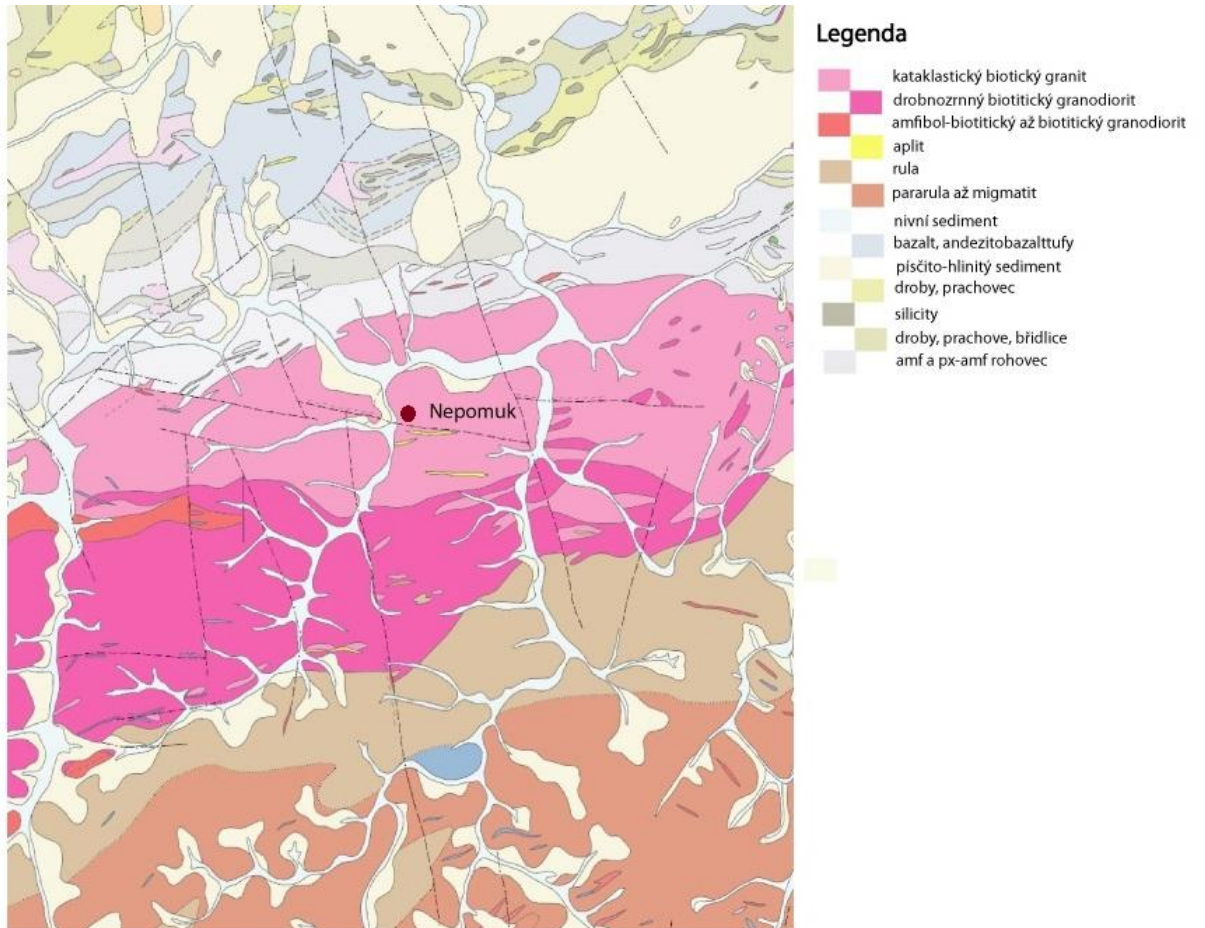 Legenda
kataklastický biotický granit
drobnozrnný biotitický granodiorit
amfibol-biotitický až biotitický granodiorit
aplit
rula
pararula až migmatit
nivní sediment
bazalt, andezitobazalttufy
písčito-hlinitý sediment
droby, prachovec
silicity
droby, prachove, břidlice
amf a px-amf rohovec
Nepomuk